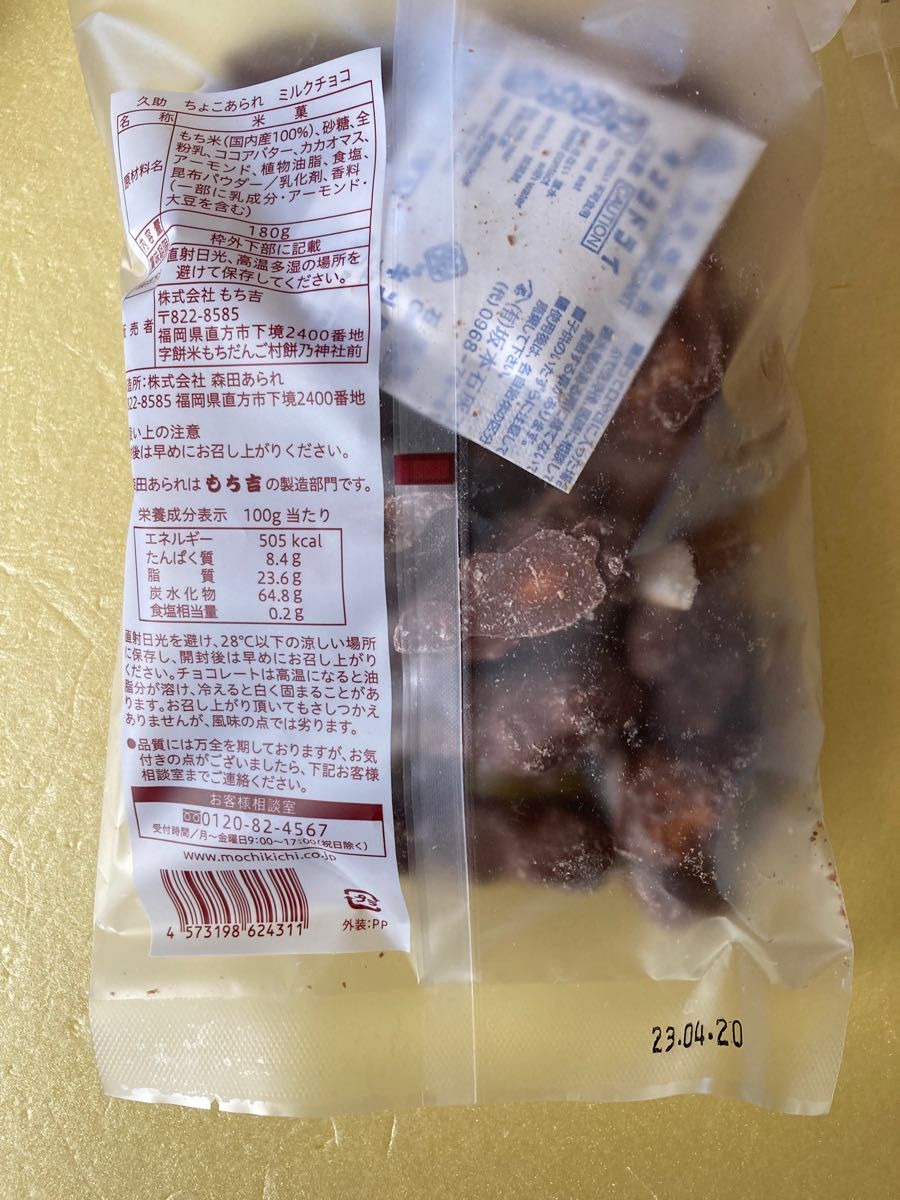 久助 ちょこあられ ミルクチョコ
名 称 米 菓
原材料名 もち米(国内産100%)、砂糖、全
粉乳、ココアバター、カカオマス、
アーモンド、植物油脂、食塩、
昆布パウダー/乳化剤、香料
(一部に乳成分・アーモンド・
大豆を含む)
180g
枠外下部に記載
直射日光、高温多湿の場所を
避けて保存してください。
売者 株式会社 もち吉
〒822-8585
福岡県直方市下境2400番地
字餅米もちだんご村餅乃神社前
造所:株式会社 森田あられ
22-8585 福岡県直方市下境2400番地
い上の注意
後は早めにお召し上がりください。
田あられは もち吉 の製造部門です。
栄養成分表示 100g当たり
エネルギー 505 kcal
たんぱく質 8.4g
脂 質 23.6g
炭水化物 64.8g
食塩相当量 0.2g
直射日光を避け、28℃以下の涼しい場所
に保存し、開封後は早めにお召し上がり
ください。チョコレートは高温になると油
脂分が溶け、冷えると白く固まることがあ
ります。お召し上がり頂いてもさしつかえ
ありませんが、風味の点では劣ります。
●品質には万全を期しておりますが、お気
付きの点がございましたら、下記お客様
相談室までご連絡ください。
お客様相談室
0120-82-4567
受付時間/月〜金曜日9:00〜17:00(祝日除く)
www.mochikichi.co.jp
4 573198 624311
プラ
外装:PP
CAUTION
23.04.20